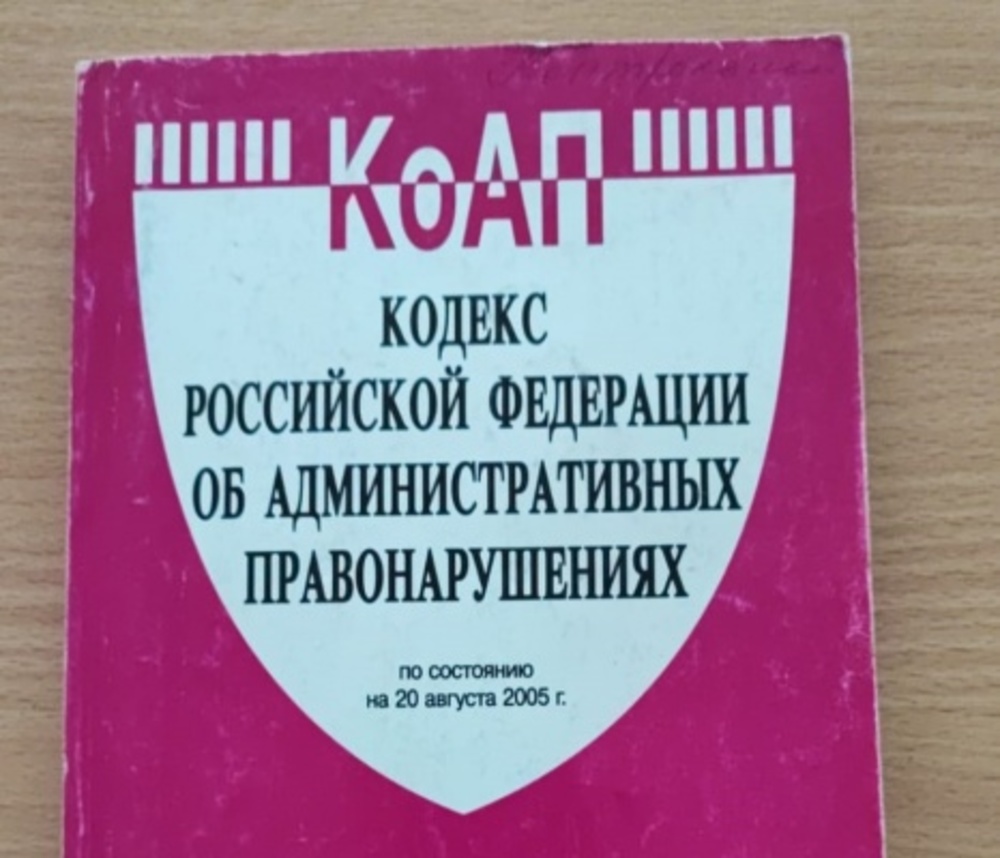 КоАП
КОДЕКС
РОССИЙСКОЙ ФЕДЕРАЦИИ
ОБ АДМИНИСТРАТИВНЫХ
ПРАВОНАРУШЕНИЯХ
по состоянию
на 20 августа 2005 г.